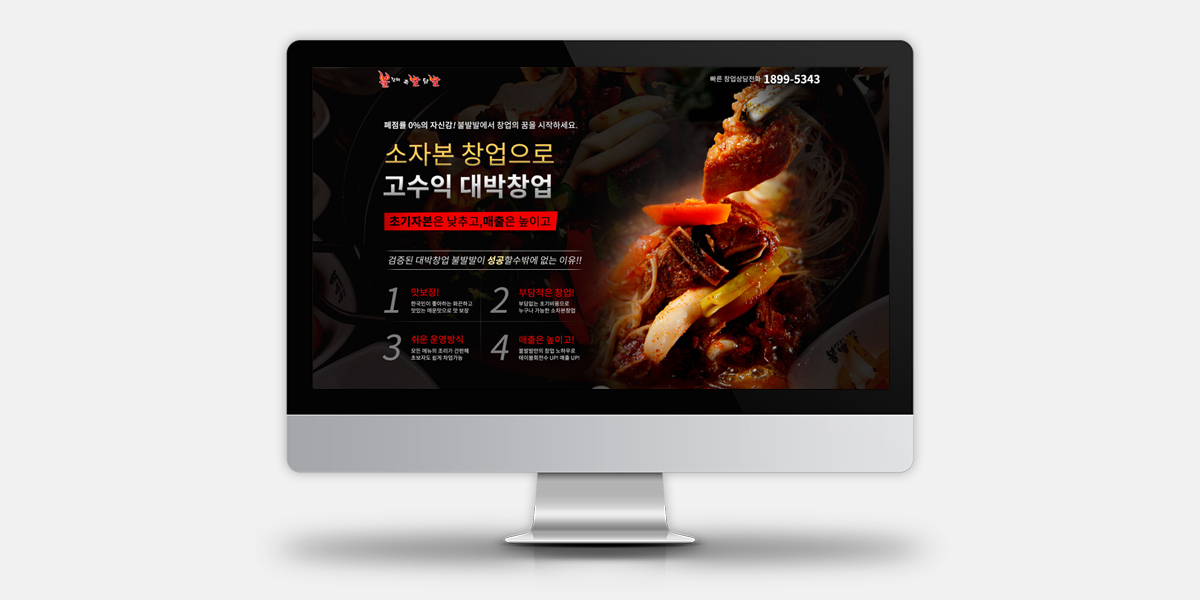 불 족발 닭발
빠른 창업상담전화 1899-5343
폐점률 0%의 자신감! 불발발에서 창업의 꿈을 시작하세요.
소자본 창업으로
고수익 대박창업
초기자본은 낮추고,매출은 높이고
검증된 대박창업 불발발이 성공할수밖에 없는 이유!!
1 맛보장!
한국인이 좋아하는 화끈하고
맛있는 매운맛으로 맛 보장
2 부담적은 창업!
부담없는 초기비용으로
누구나 가능한 소자본창업
3 쉬운 운영방식
모든 메뉴의 조리가 간편해
초보자도 쉽게 창업가능
4 매출은 높이고!
불발발만의 창업 노하우로
테이블회전수 UP! 매출 UP!